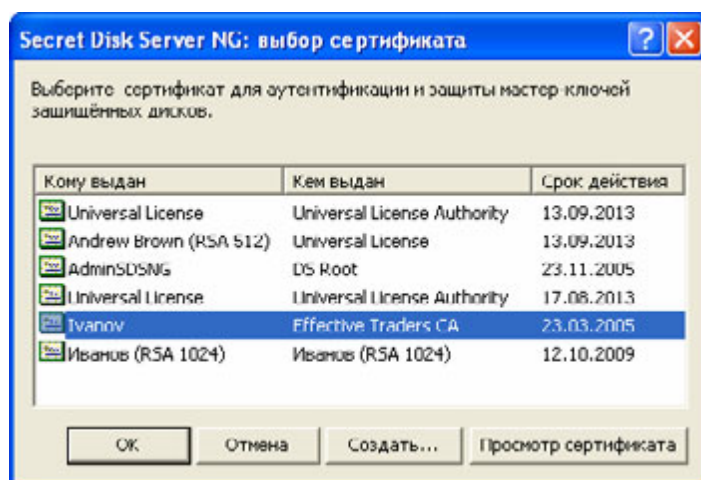 Secret Disk Server NG: выбор сертификата
Выберите сертификат для аутентификации и защиты мастер-ключей
защищённых дисков.
Кому выдан Кем выдан Срок действия
Universal License Universal License Authority 13.09.2013
Andrew Brown (RSA 512) Universal License 13.09.2013
AdminSDSNG DS Root 23.11.2005
Universal License Universal License Authority 17.08.2013
Ivanov Effective Traders CA 23.03.2005
Иванов (RSA 1024) Иванов (RSA 1024) 12.10.2009
OK Отмена Создать... Просмотр сертификата